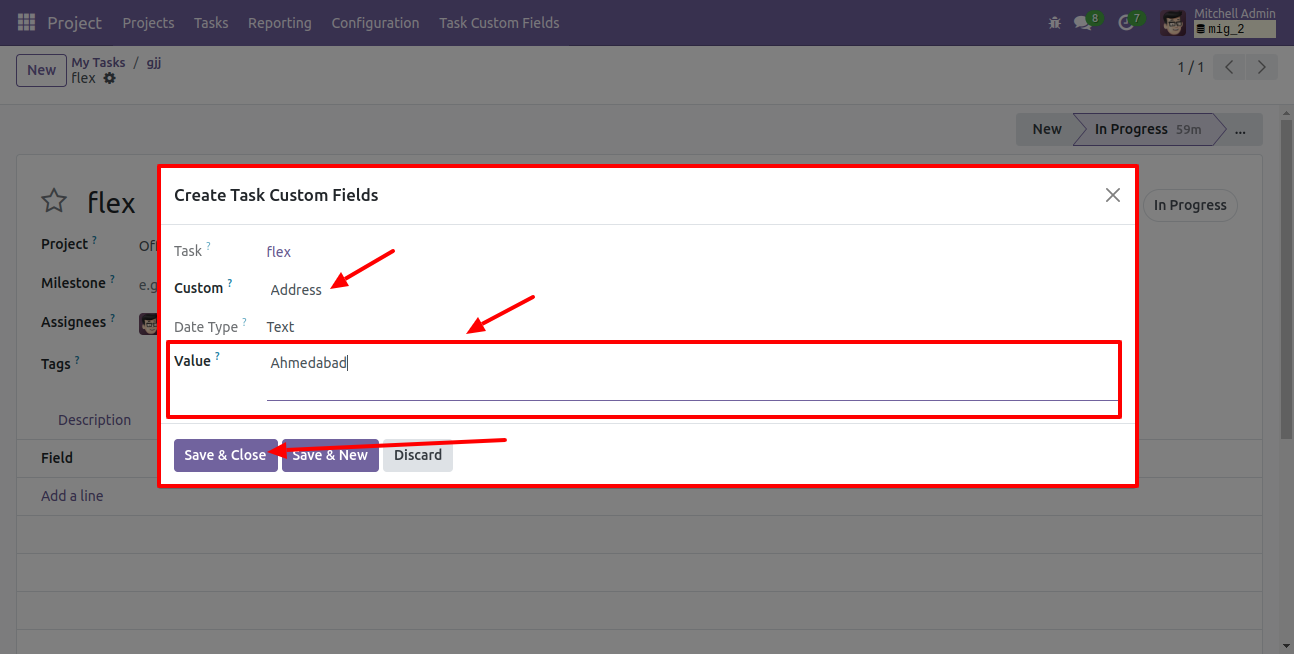 Project Projects Tasks Reporting Configuration Task Custom Fields 8 7 Mitchell Admin
mig_2
New My Tasks / gjj
flex
1 / 1
New In Progress 59m ...
flex
In Progress
Project ? Of
Milestone ? e.g
Assignees ?
Tags ?
Description
Field
Add a line
Create Task Custom Fields
Task ? flex
Custom ? Address
Date Type ? Text
Value ? Ahmedabad
Save & Close Save & New Discard